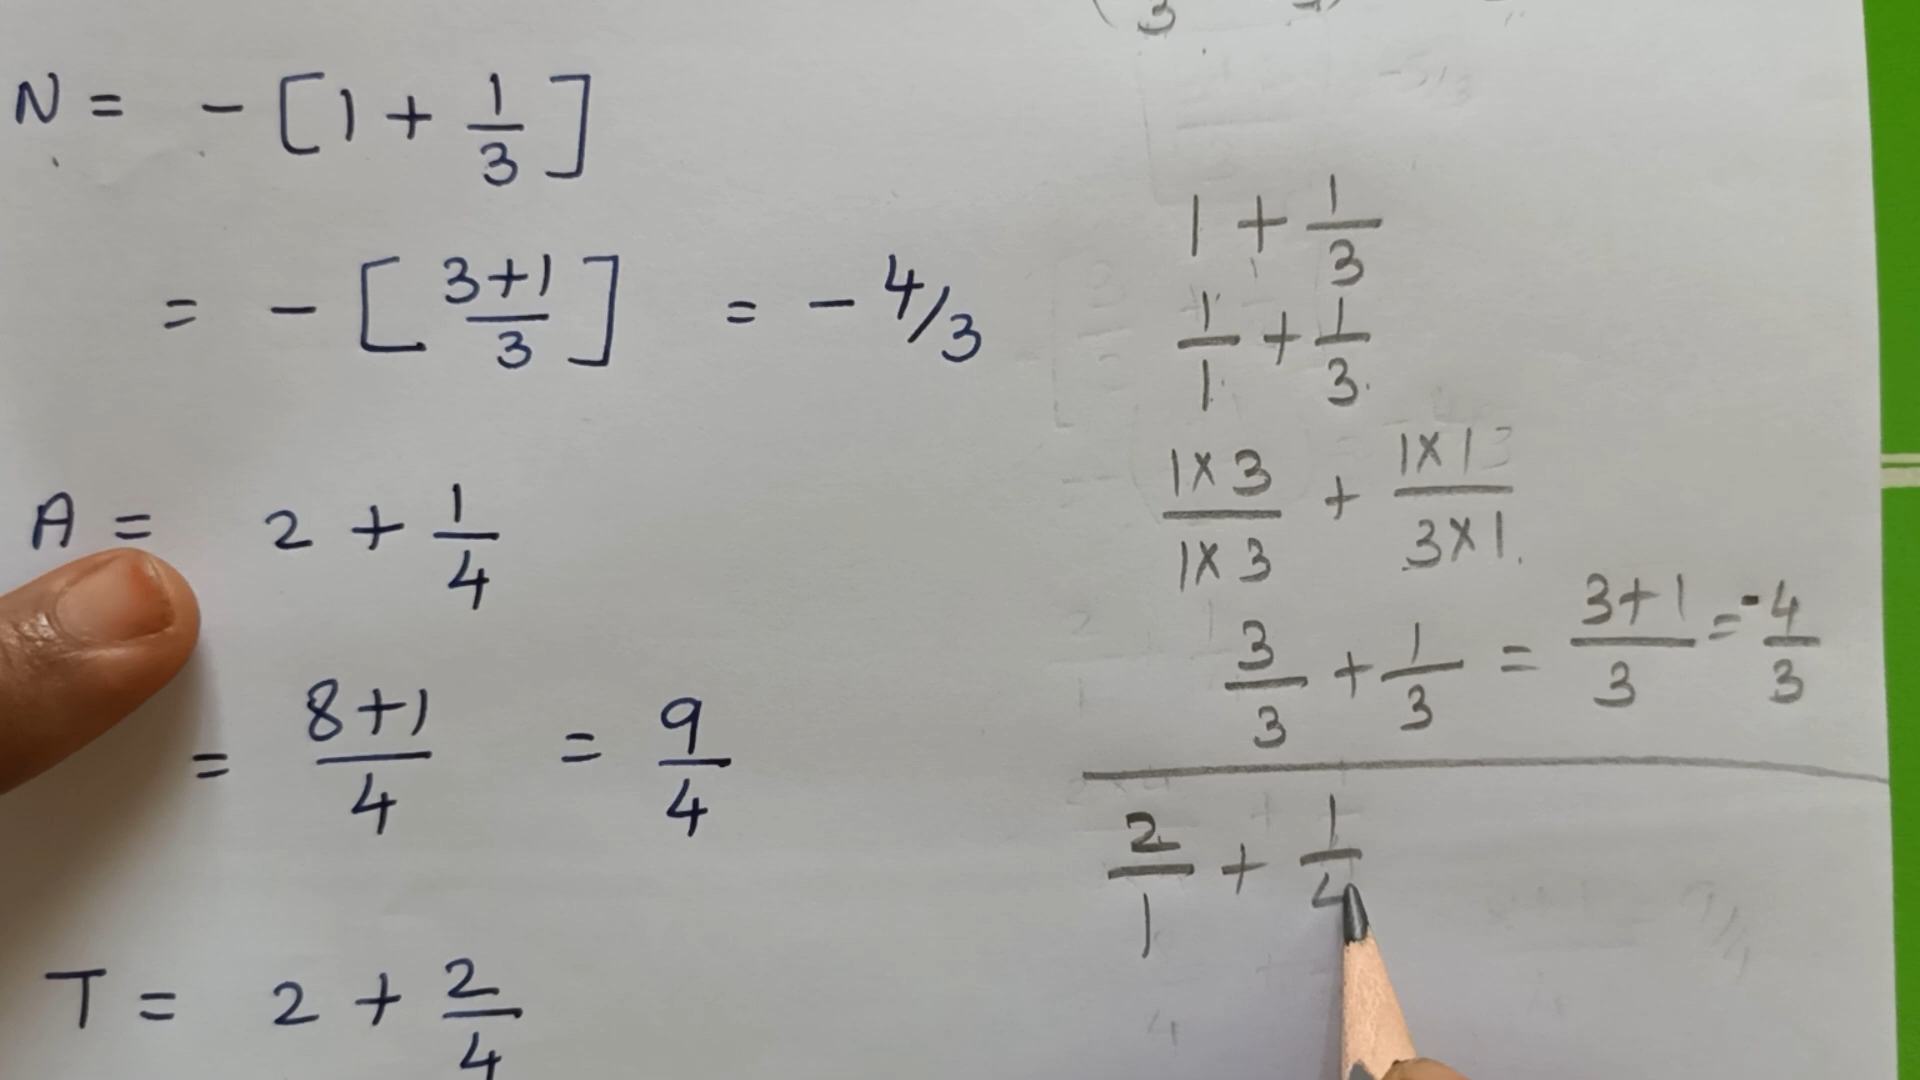 N = - [1 + 1/3]
= - [(3+1)/3] = - 4/3
A = 2 + 1/4
= (8+1)/4 = 9/4
T = 2 + 2/4
3
1 + 1/3
1/1 + 1/3
(1×3)/(1×3) + (1×1)/(3×1)
3/3 + 1/3 = (3+1)/3 = -4/3
2/1 + 1/4